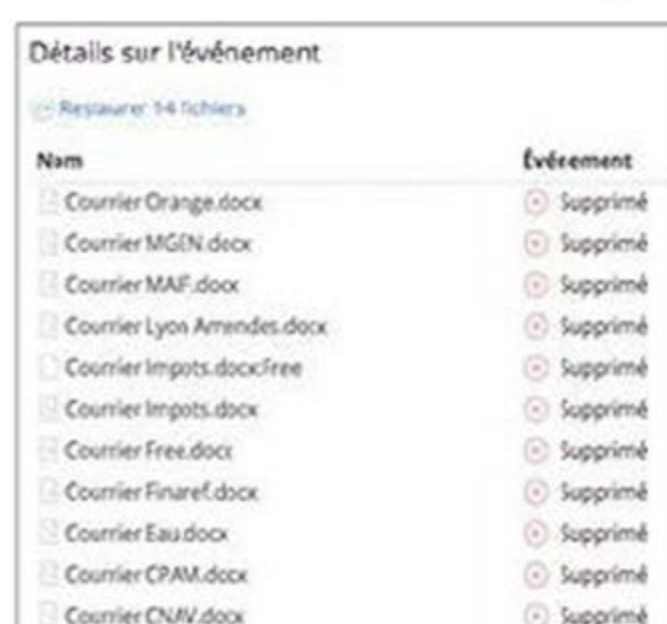 Détails sur l'événement
Restaurer 14 fichiers
Nom Événement
Courrier Orange.docx Supprimé
Courrier MGEN.docx Supprimé
Courrier MAIF.docx Supprimé
Courrier Lyon Amendes.docx Supprimé
Courrier Impots.docx:Free Supprimé
Courrier Impots.docx Supprimé
Courrier Free.docx Supprimé
Courrier Finaref.docx Supprimé
Courrier Eau.docx Supprimé
Courrier CPAM.docx Supprimé
Courrier CNAV.docx Supprimé